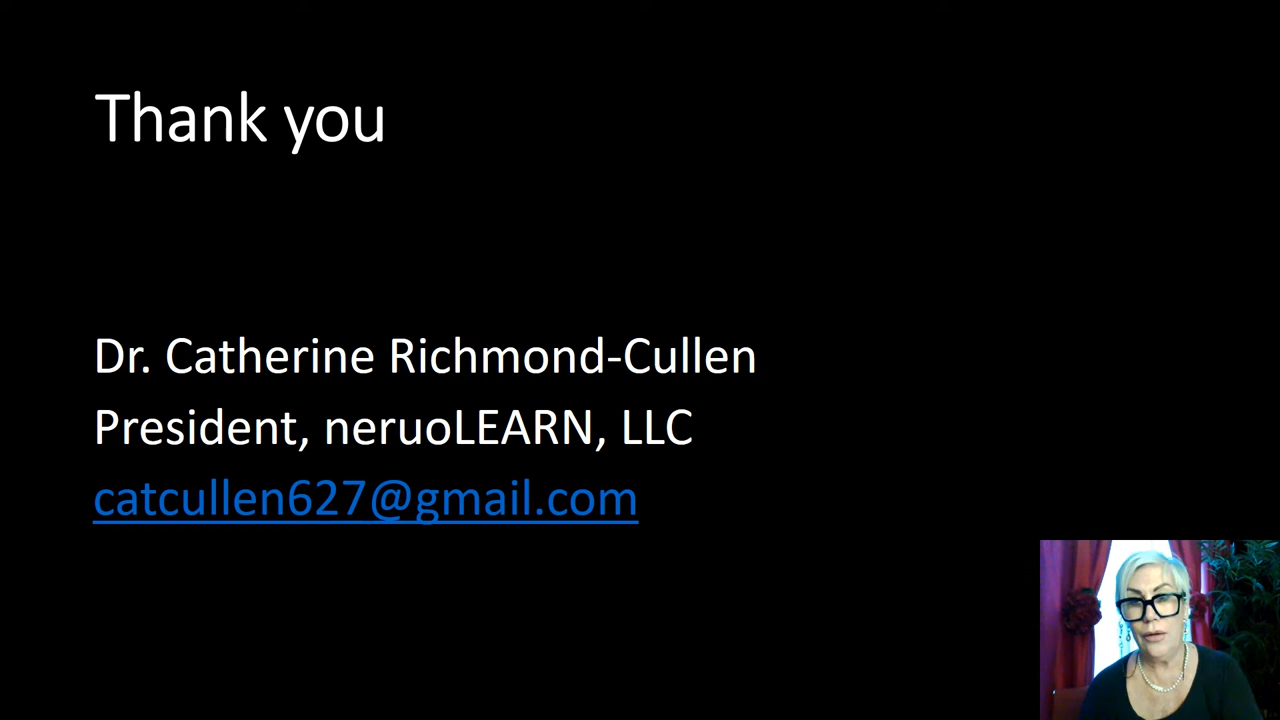 Thank you
Dr. Catherine Richmond-Cullen
President, neruoLEARN, LLC
catcullen627@gmail.com